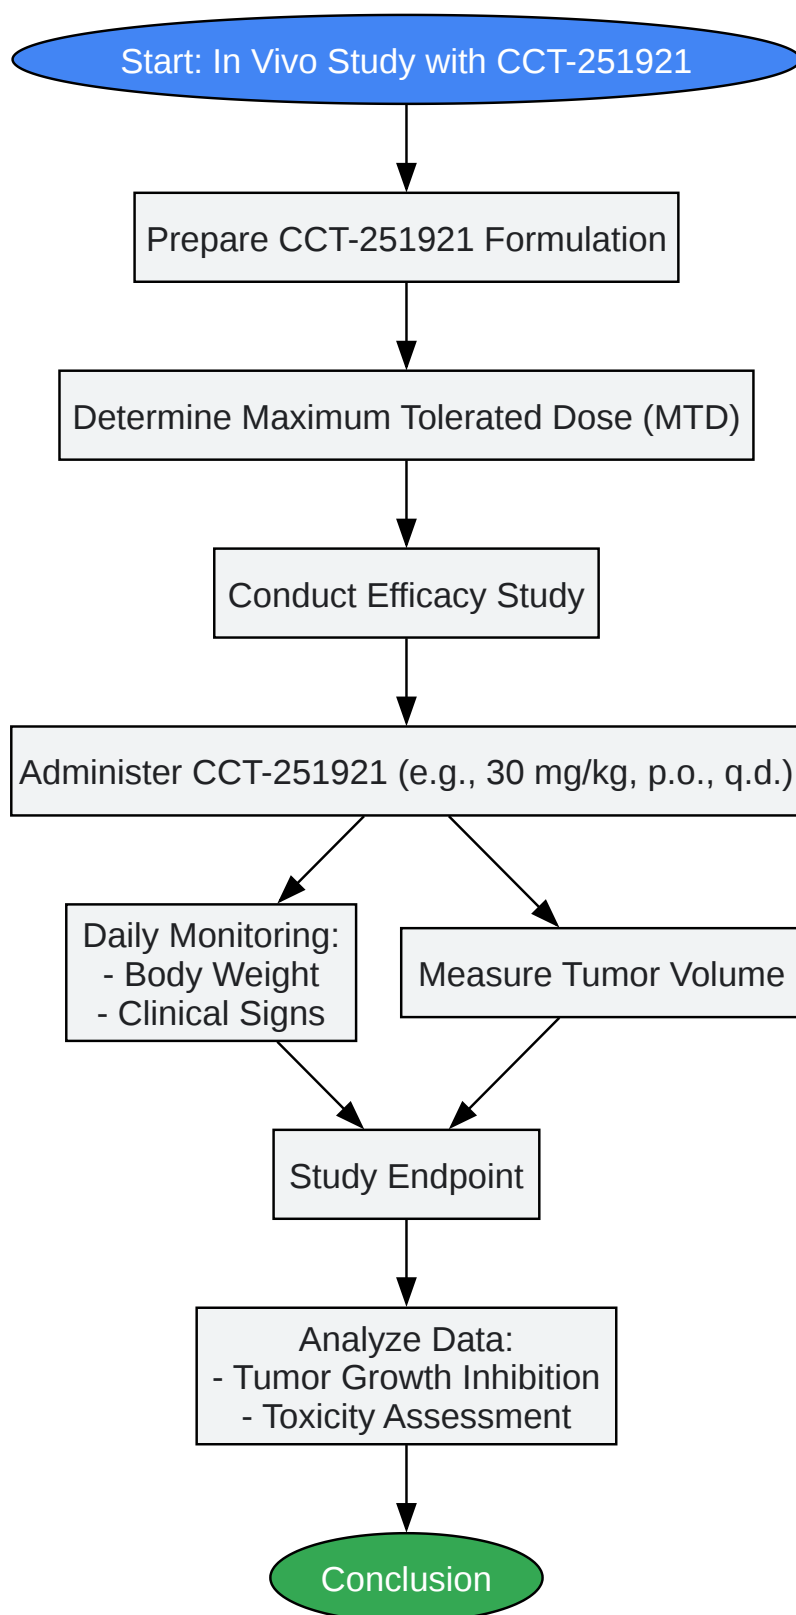 Start: In Vivo Study with CCT-251921
Prepare CCT-251921 Formulation
Determine Maximum Tolerated Dose (MTD)
Conduct Efficacy Study
Administer CCT-251921 (e.g., 30 mg/kg, p.o., q.d.)
Daily Monitoring:
- Body Weight
- Clinical Signs
Measure Tumor Volume
Study Endpoint
Analyze Data:
- Tumor Growth Inhibition
- Toxicity Assessment
Conclusion